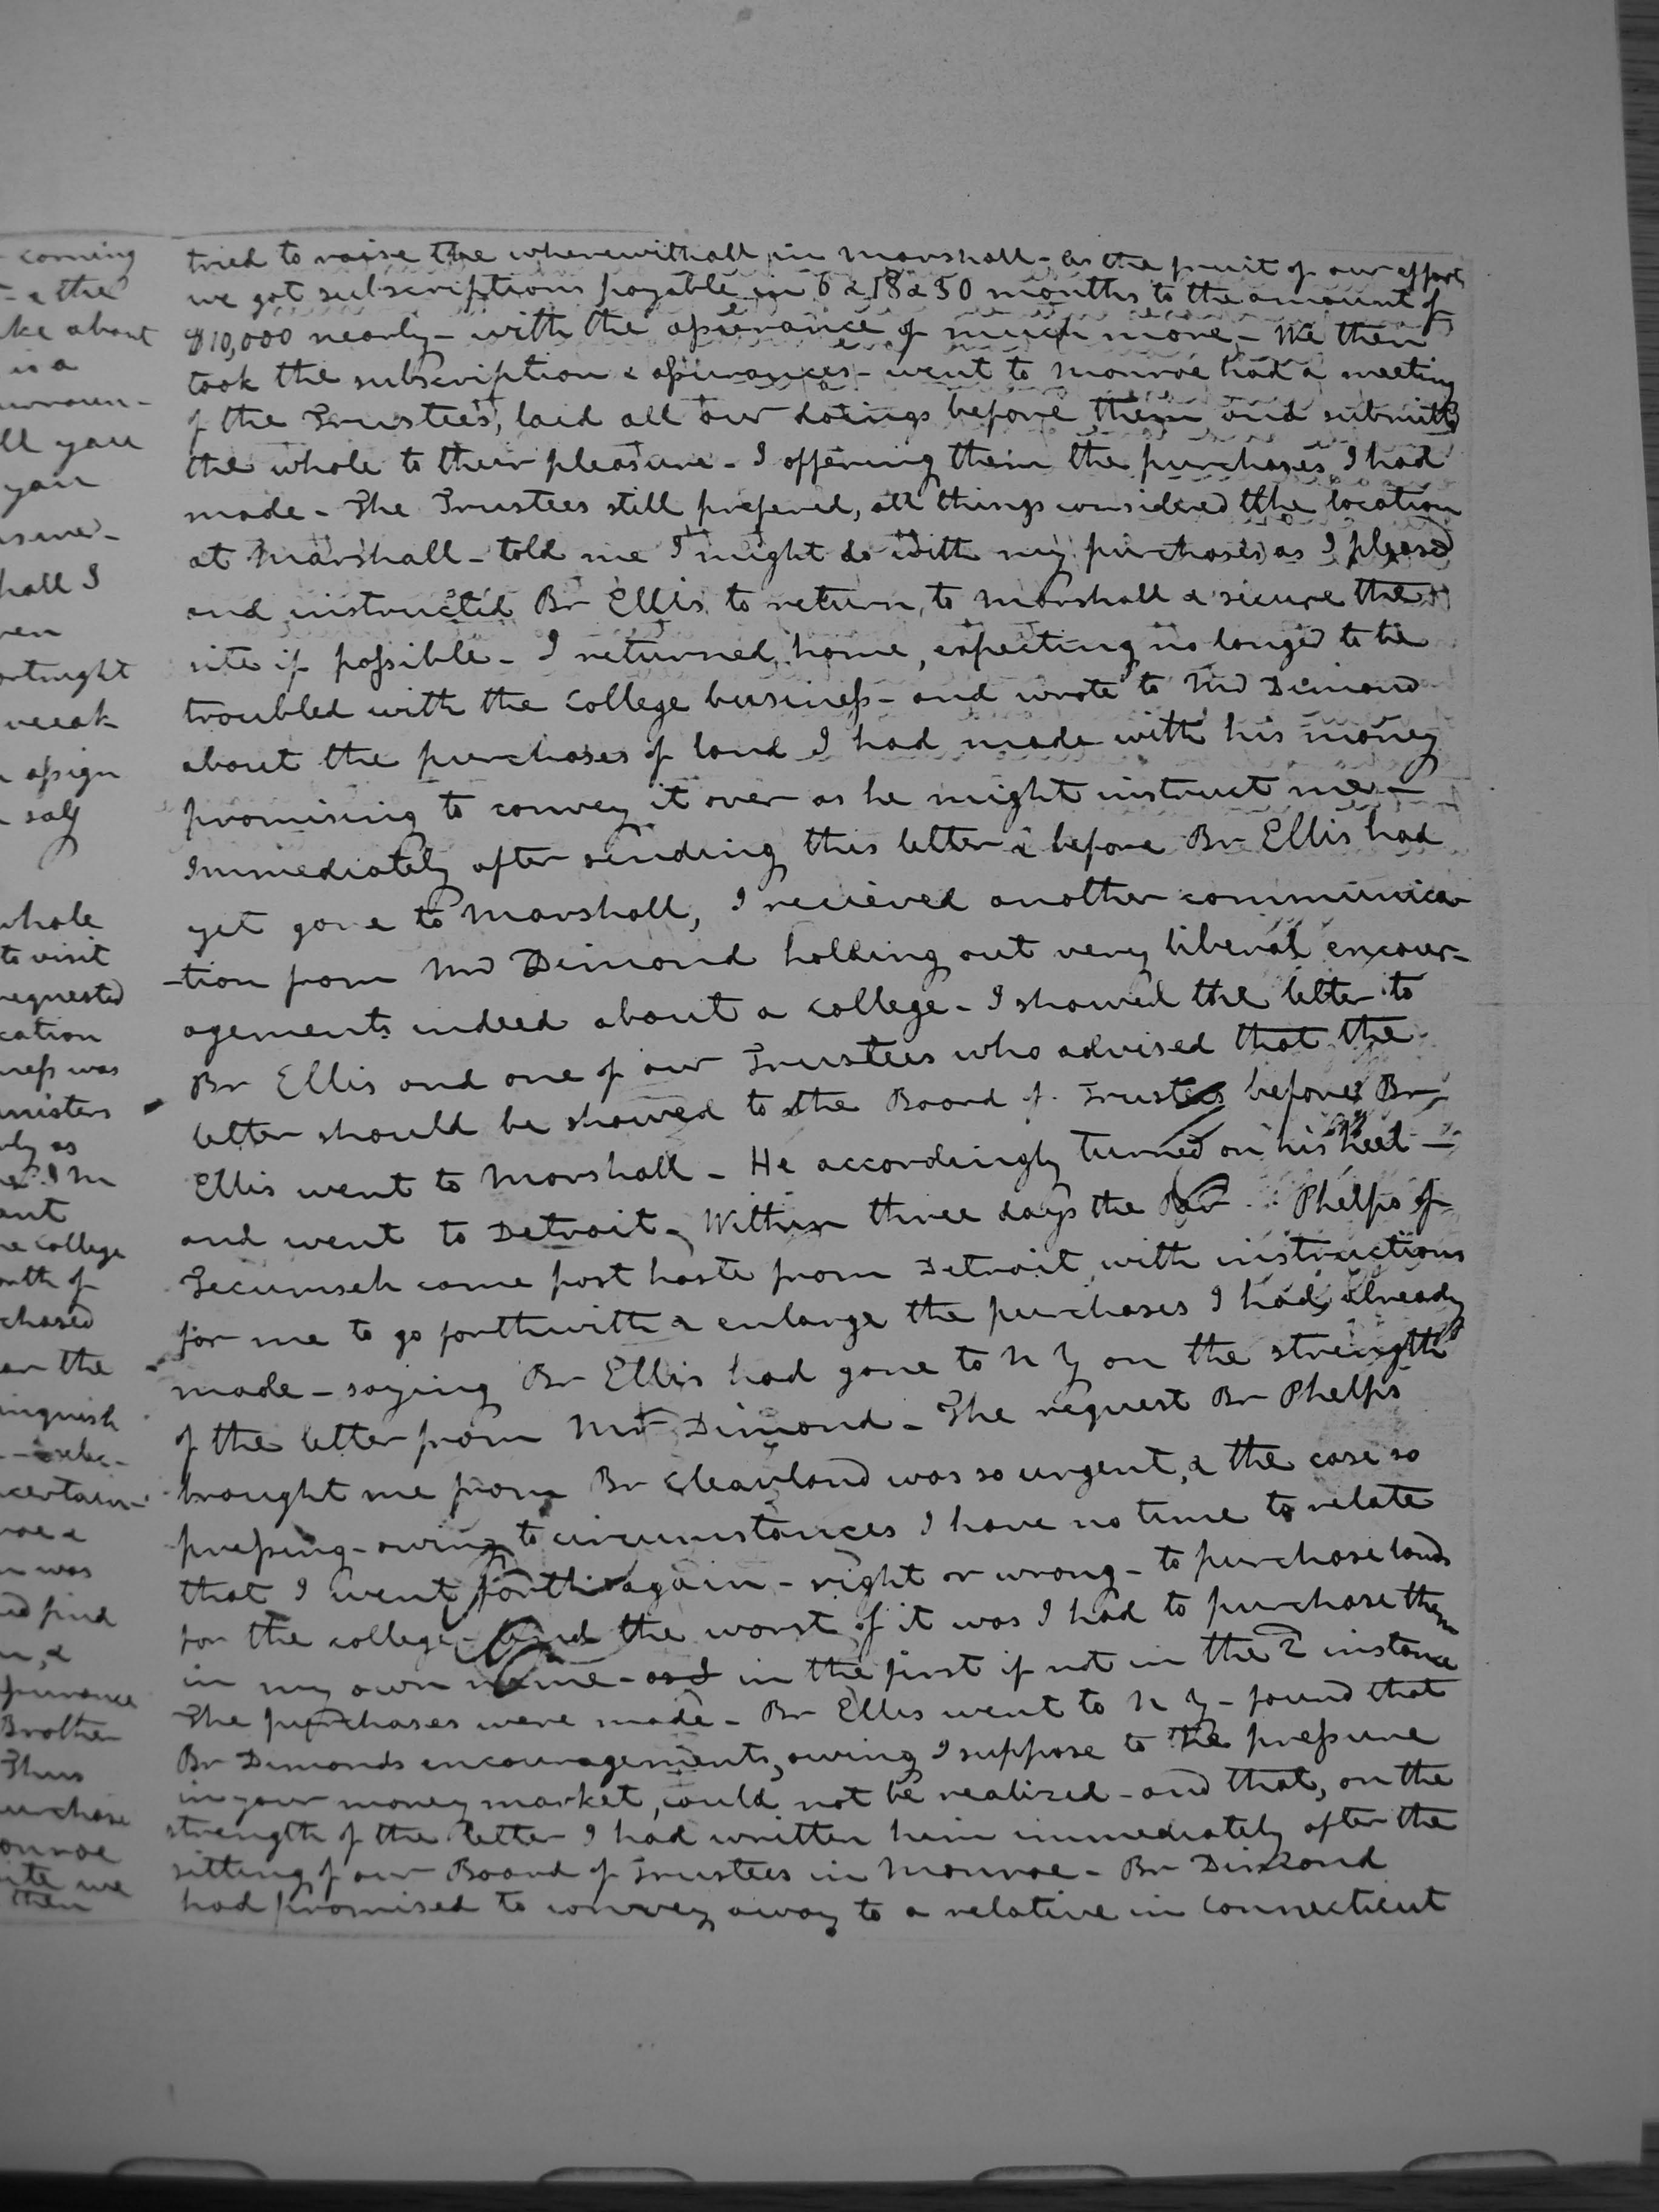 coming
& the
ke about
is a
ll you
you
hall I
ortnight
week
assign
say
whole
to visit
requested
cation
ness was
inisters
ly as
I m
ent
e College
nth of
chased
er the
inquish
selec-
certain-
roe &
was
find
n, &
surance
Brother
Thus
urchase
onroe
ite we
then
tried to raise the wherewithall in Marshall - As the fruit of our effort
we got subscriptions payable in 6 & 18 & 30 months to the amount of
$10,000 nearly - with the assurance of much more - We then
took the subscription & assurances - went to Monroe had a meeting
of the Trustees, laid all our doings before them and submitted
the whole to their pleasure - I offering them the purchases I had
made - The Trustees still prefered, all things considered the location
at Marshall - told me I might do with my purchases as I pleased
and instructed Br Ellis to return to Marshall & secure the
site if possible - I returned home, expecting no longer to be
troubled with the College business - and wrote to Mr Dimond
about the purchases of land I had made with his money
promising to convey it over as he might instruct me -
Immediately after sending this letter & before Br Ellis had
yet gone to Marshall, I recieved another communica
-tion from Mr Dimond holding out very liberal encour-
agements indeed about a college - I showed the letter to
Br Ellis and one of our Trustees who advised that the
letter should be showed to the Board of Trustees before Br
Ellis went to Marshall - He accordingly turned on his heel -
and went to Detroit - Within three days the Rev Phelps of
Tecumseh came post haste from Detroit with instructions
for me to go forthwith & enlarge the purchases I had already
made - saying Br Ellis had gone to N Y on the strength
of the letter from Mr Dimond - The request Br Phelps
brought me from Br Cleaveland was so urgent, & the case so
pressing - owing to circumstances I have no time to relate
that I went forth again - right or wrong - to purchase lands
for the college - And the worst of it was I had to purchase them
in my own name - as I in the first if not in the 2 instance
The purchases were made - Br Ellis went to N Y - found that
Br Dimonds encouragements, owing I suppose to the pressure
in your money market, could not be realized - and that, on the
strength of the letter I had written him immediately after the
sitting of our Board of Trustees in Monroe - Br Dimond
had promised to convey away to a relative in Connecticut